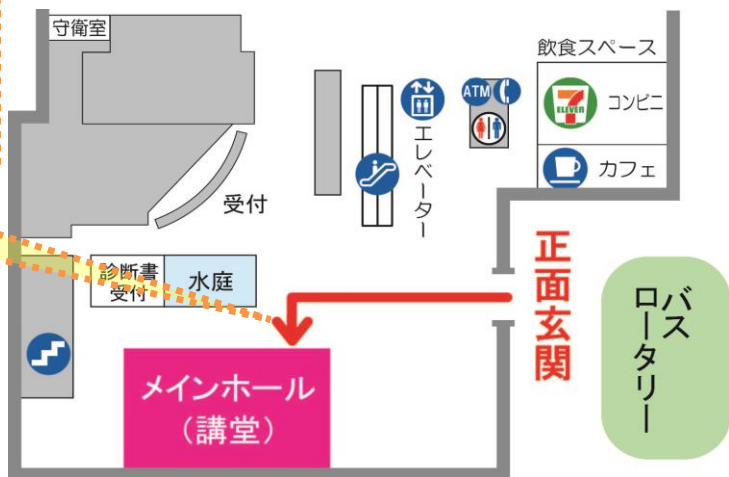 守衛室
飲食スペース
コンビニ
7
ELEVEN
カフェ
ATM
エレベーター
受付
診断書
受付
水庭
正面玄関
バス
ロータリー
メインホール
（講堂）